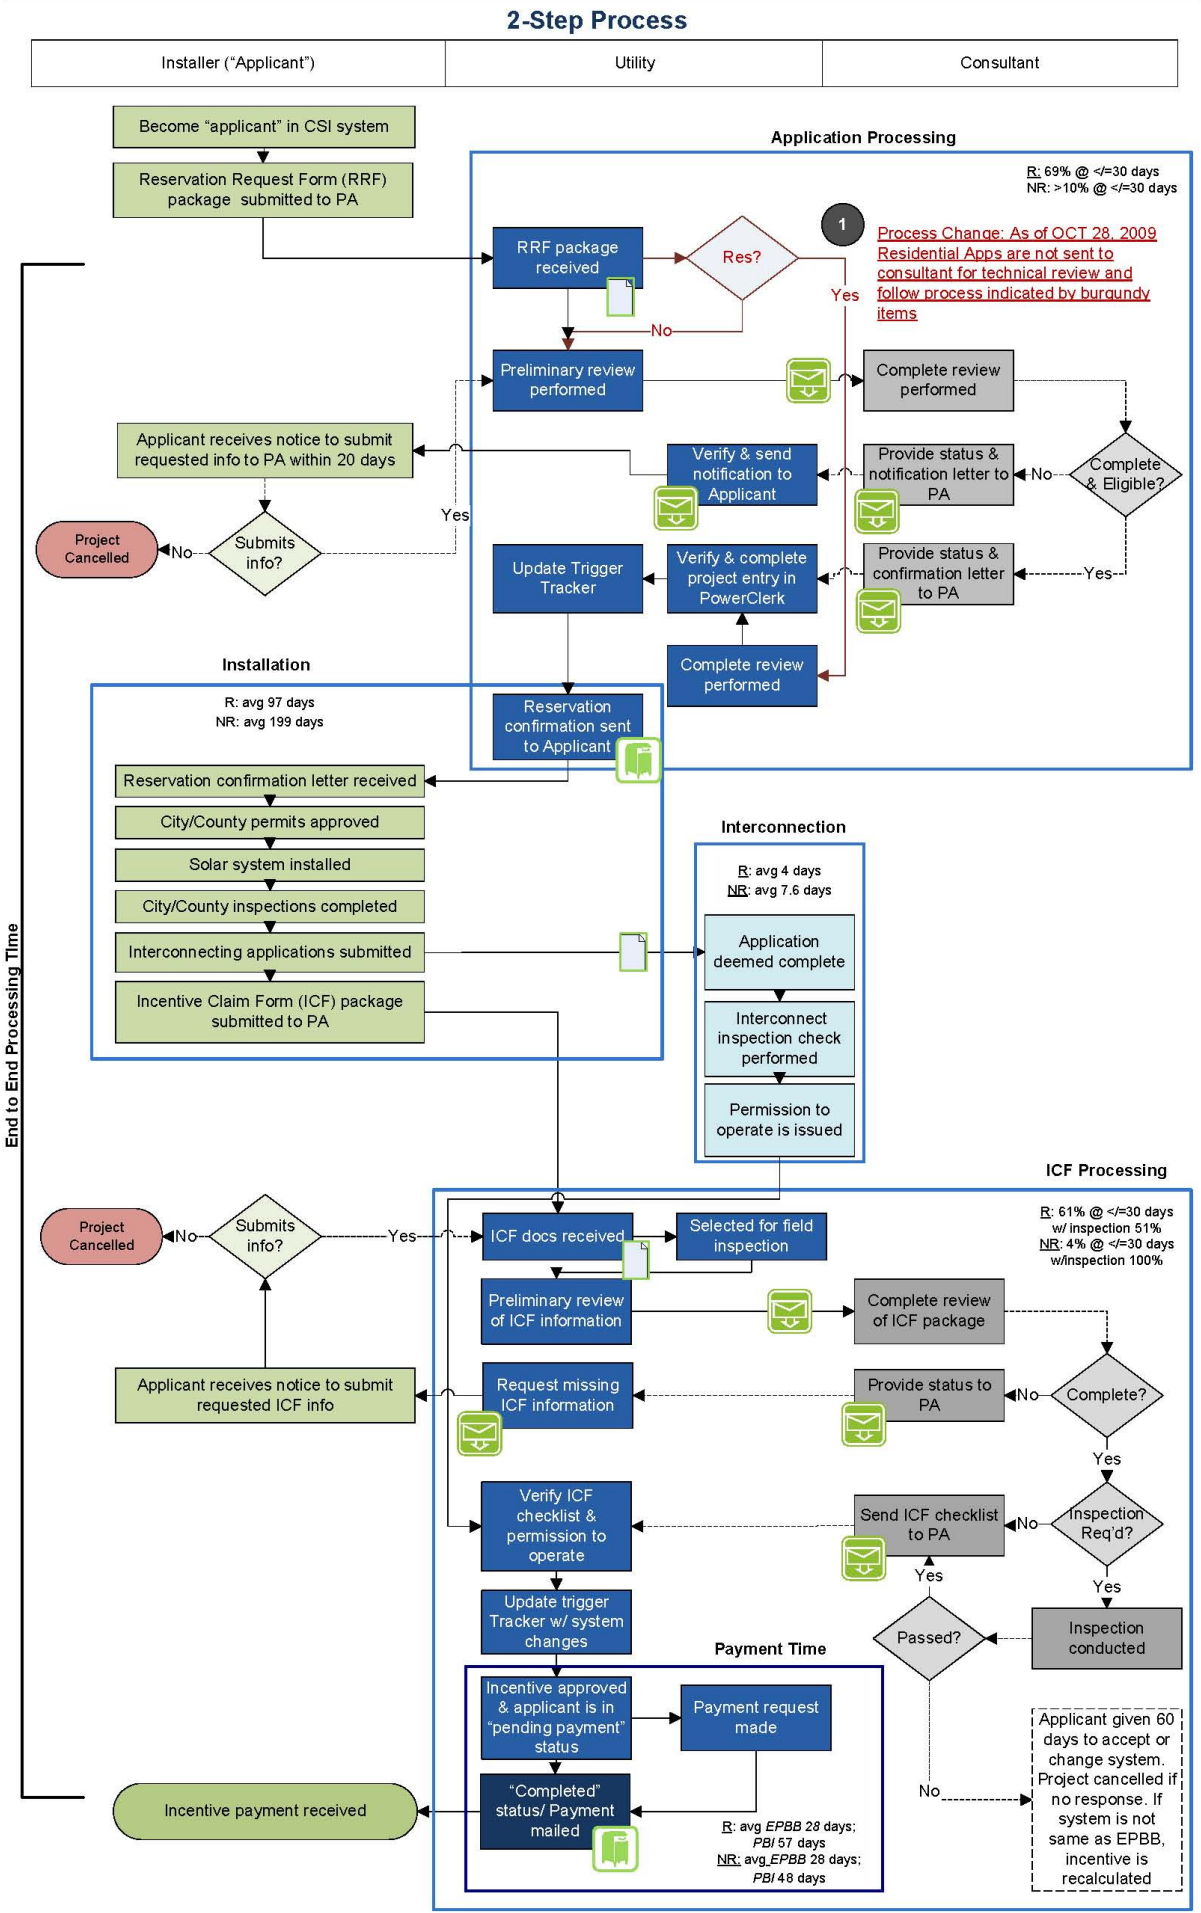 2-Step Process
Installer (“Applicant”)
Utility
Consultant
Become “applicant” in CSI system
Reservation Request Form (RRF)
package submitted to PA
Application Processing
R: 69% @ </=30 days
NR: >10% @ </=30 days
RRF package
received
Res?
1
Process Change: As of OCT 28, 2009
Residential Apps are not sent to
consultant for technical review and
follow process indicated by burgundy
items
Yes
No
Preliminary review
performed
Complete review
performed
Applicant receives notice to submit
requested info to PA within 20 days
Verify & send
notification to
Applicant
Provide status &
notification letter to
PA
No
Complete
& Eligible?
Yes
Project
Cancelled
No
Submits
info?
Update Trigger
Tracker
Verify & complete
project entry in
PowerClerk
Provide status &
confirmation letter
to PA
Yes
Complete review
performed
Installation
R: avg 97 days
NR: avg 199 days
Reservation
confirmation sent
to Applicant
Reservation confirmation letter received
City/County permits approved
Solar system installed
City/County inspections completed
Interconnecting applications submitted
Incentive Claim Form (ICF) package
submitted to PA
Interconnection
R: avg 4 days
NR: avg 7.6 days
Application
deemed complete
Interconnect
inspection check
performed
Permission to
operate is issued
End to End Processing Time
ICF Processing
R: 61% @ </=30 days
w/ inspection 51%
NR: 4% @ </=30 days
w/inspection 100%
Project
Cancelled
No
Submits
info?
Yes
ICF docs received
Selected for field
inspection
Preliminary review
of ICF information
Complete review
of ICF package
Applicant receives notice to submit
requested ICF info
Request missing
ICF information
Provide status to
PA
No
Complete?
Yes
Verify ICF
checklist &
permission to
operate
Send ICF checklist
to PA
No
Inspection
Req’d?
Yes
Yes
Update trigger
Tracker w/ system
changes
Passed?
Inspection
conducted
Payment Time
Incentive approved
& applicant is in
“pending payment”
status
Payment request
made
No
Applicant given 60
days to accept or
change system.
Project cancelled if
no response. If
system is not
same as EPBB,
incentive is
recalculated
Incentive payment received
“Completed”
status/ Payment
mailed
R: avg EPBB 28 days;
PBI 57 days
NR: avg EPBB 28 days;
PBI 48 days